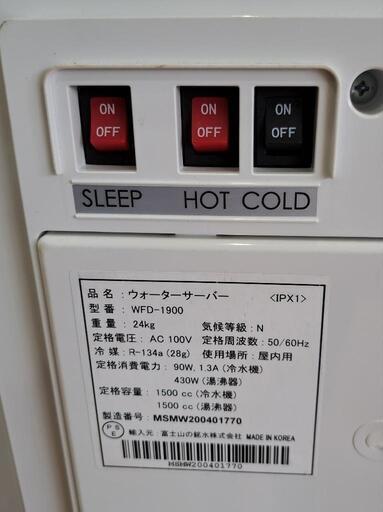 ON ON ON
OFF OFF OFF
SLEEP HOT COLD
品 名 : ウォーターサーバー <IPX1>
型 番 : WFD-1900
重 量 : 24kg 気候等級 : N
定格電圧 : AC 100V 定格周波数 : 50/60Hz
冷 媒 : R-134a (28g) 使用場所 : 屋内用
定格消費電力 : 90W, 1.3A (冷水機)
430W (湯沸器)
定格容量 : 1500 cc (冷水機)
1500 cc (湯沸器)
製造番号 : MSMW200401770
PSE 輸入元 : 富士山の銘水株式会社 MADE IN KOREA
MSMW200401770